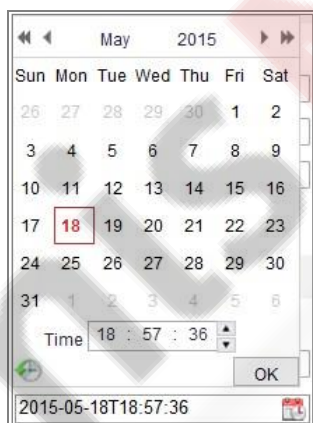 May 2015
Sun Mon Tue Wed Thu Fri Sat
26 27 28 29 30 1 2
3 4 5 6 7 8 9
10 11 12 13 14 15 16
17 18 19 20 21 22 23
24 25 26 27 28 29 30
31 1 2 3 4 5 6
Time 18 : 57 : 36
OK
2015-05-18T18:57:36